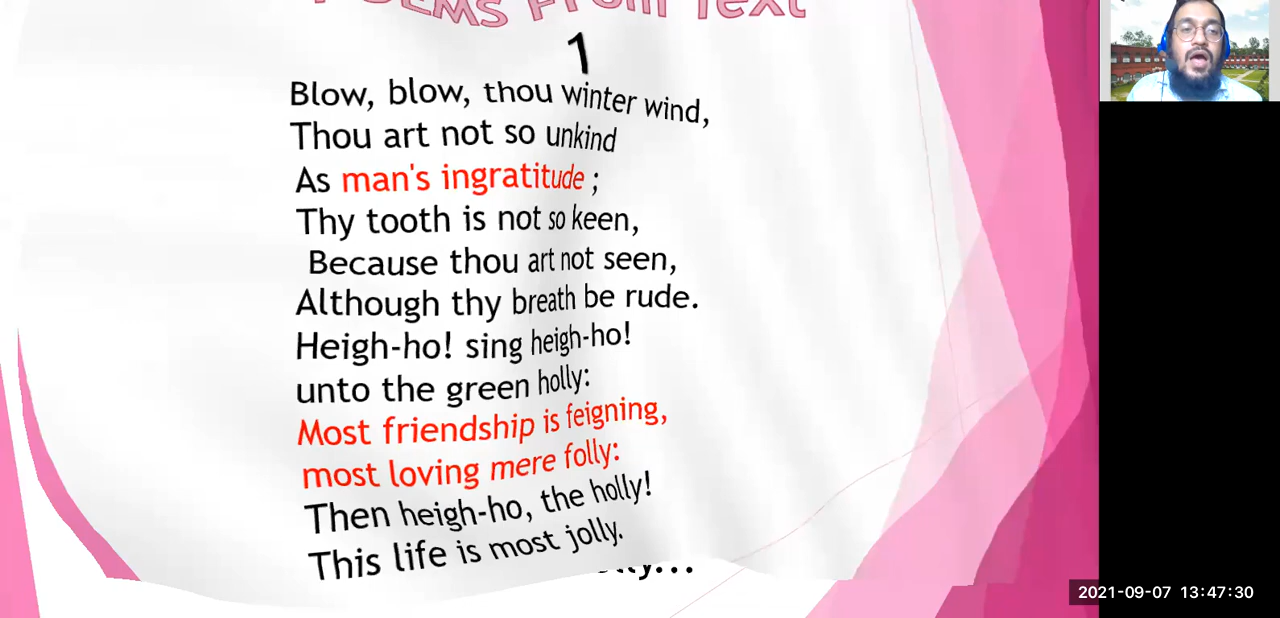 Poems From Text
1
Blow, blow, thou winter wind,
Thou art not so unkind
As man's ingratitude ;
Thy tooth is not so keen,
Because thou art not seen,
Although thy breath be rude.
Heigh-ho! sing heigh-ho!
unto the green holly:
Most friendship is feigning,
most loving mere folly:
Then heigh-ho, the holly!
This life is most jolly.
2021-09-07 13:47:30